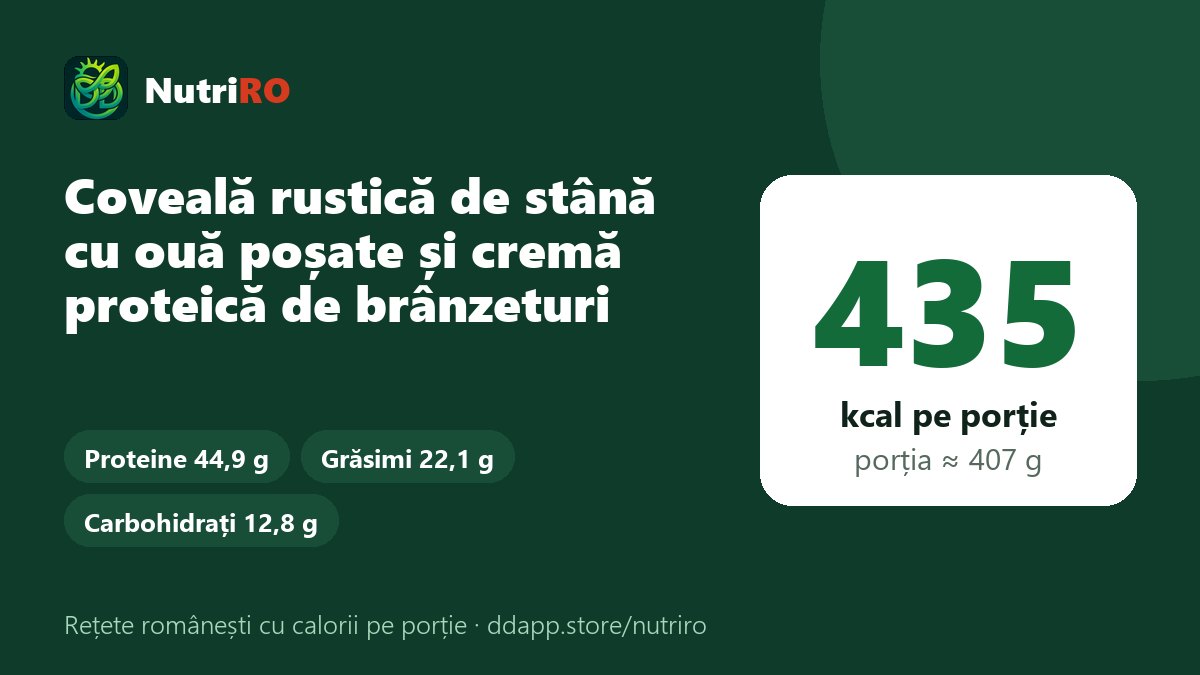 NutriRO
Coveală rustică de stână
cu ouă poșate și cremă
proteică de brânzeturi
Proteine 44,9 g
Grăsimi 22,1 g
Carbohidrați 12,8 g
435
kcal pe porție
porția ≈ 407 g
Rețete românești cu calorii pe porție · ddapp.store/nutriro